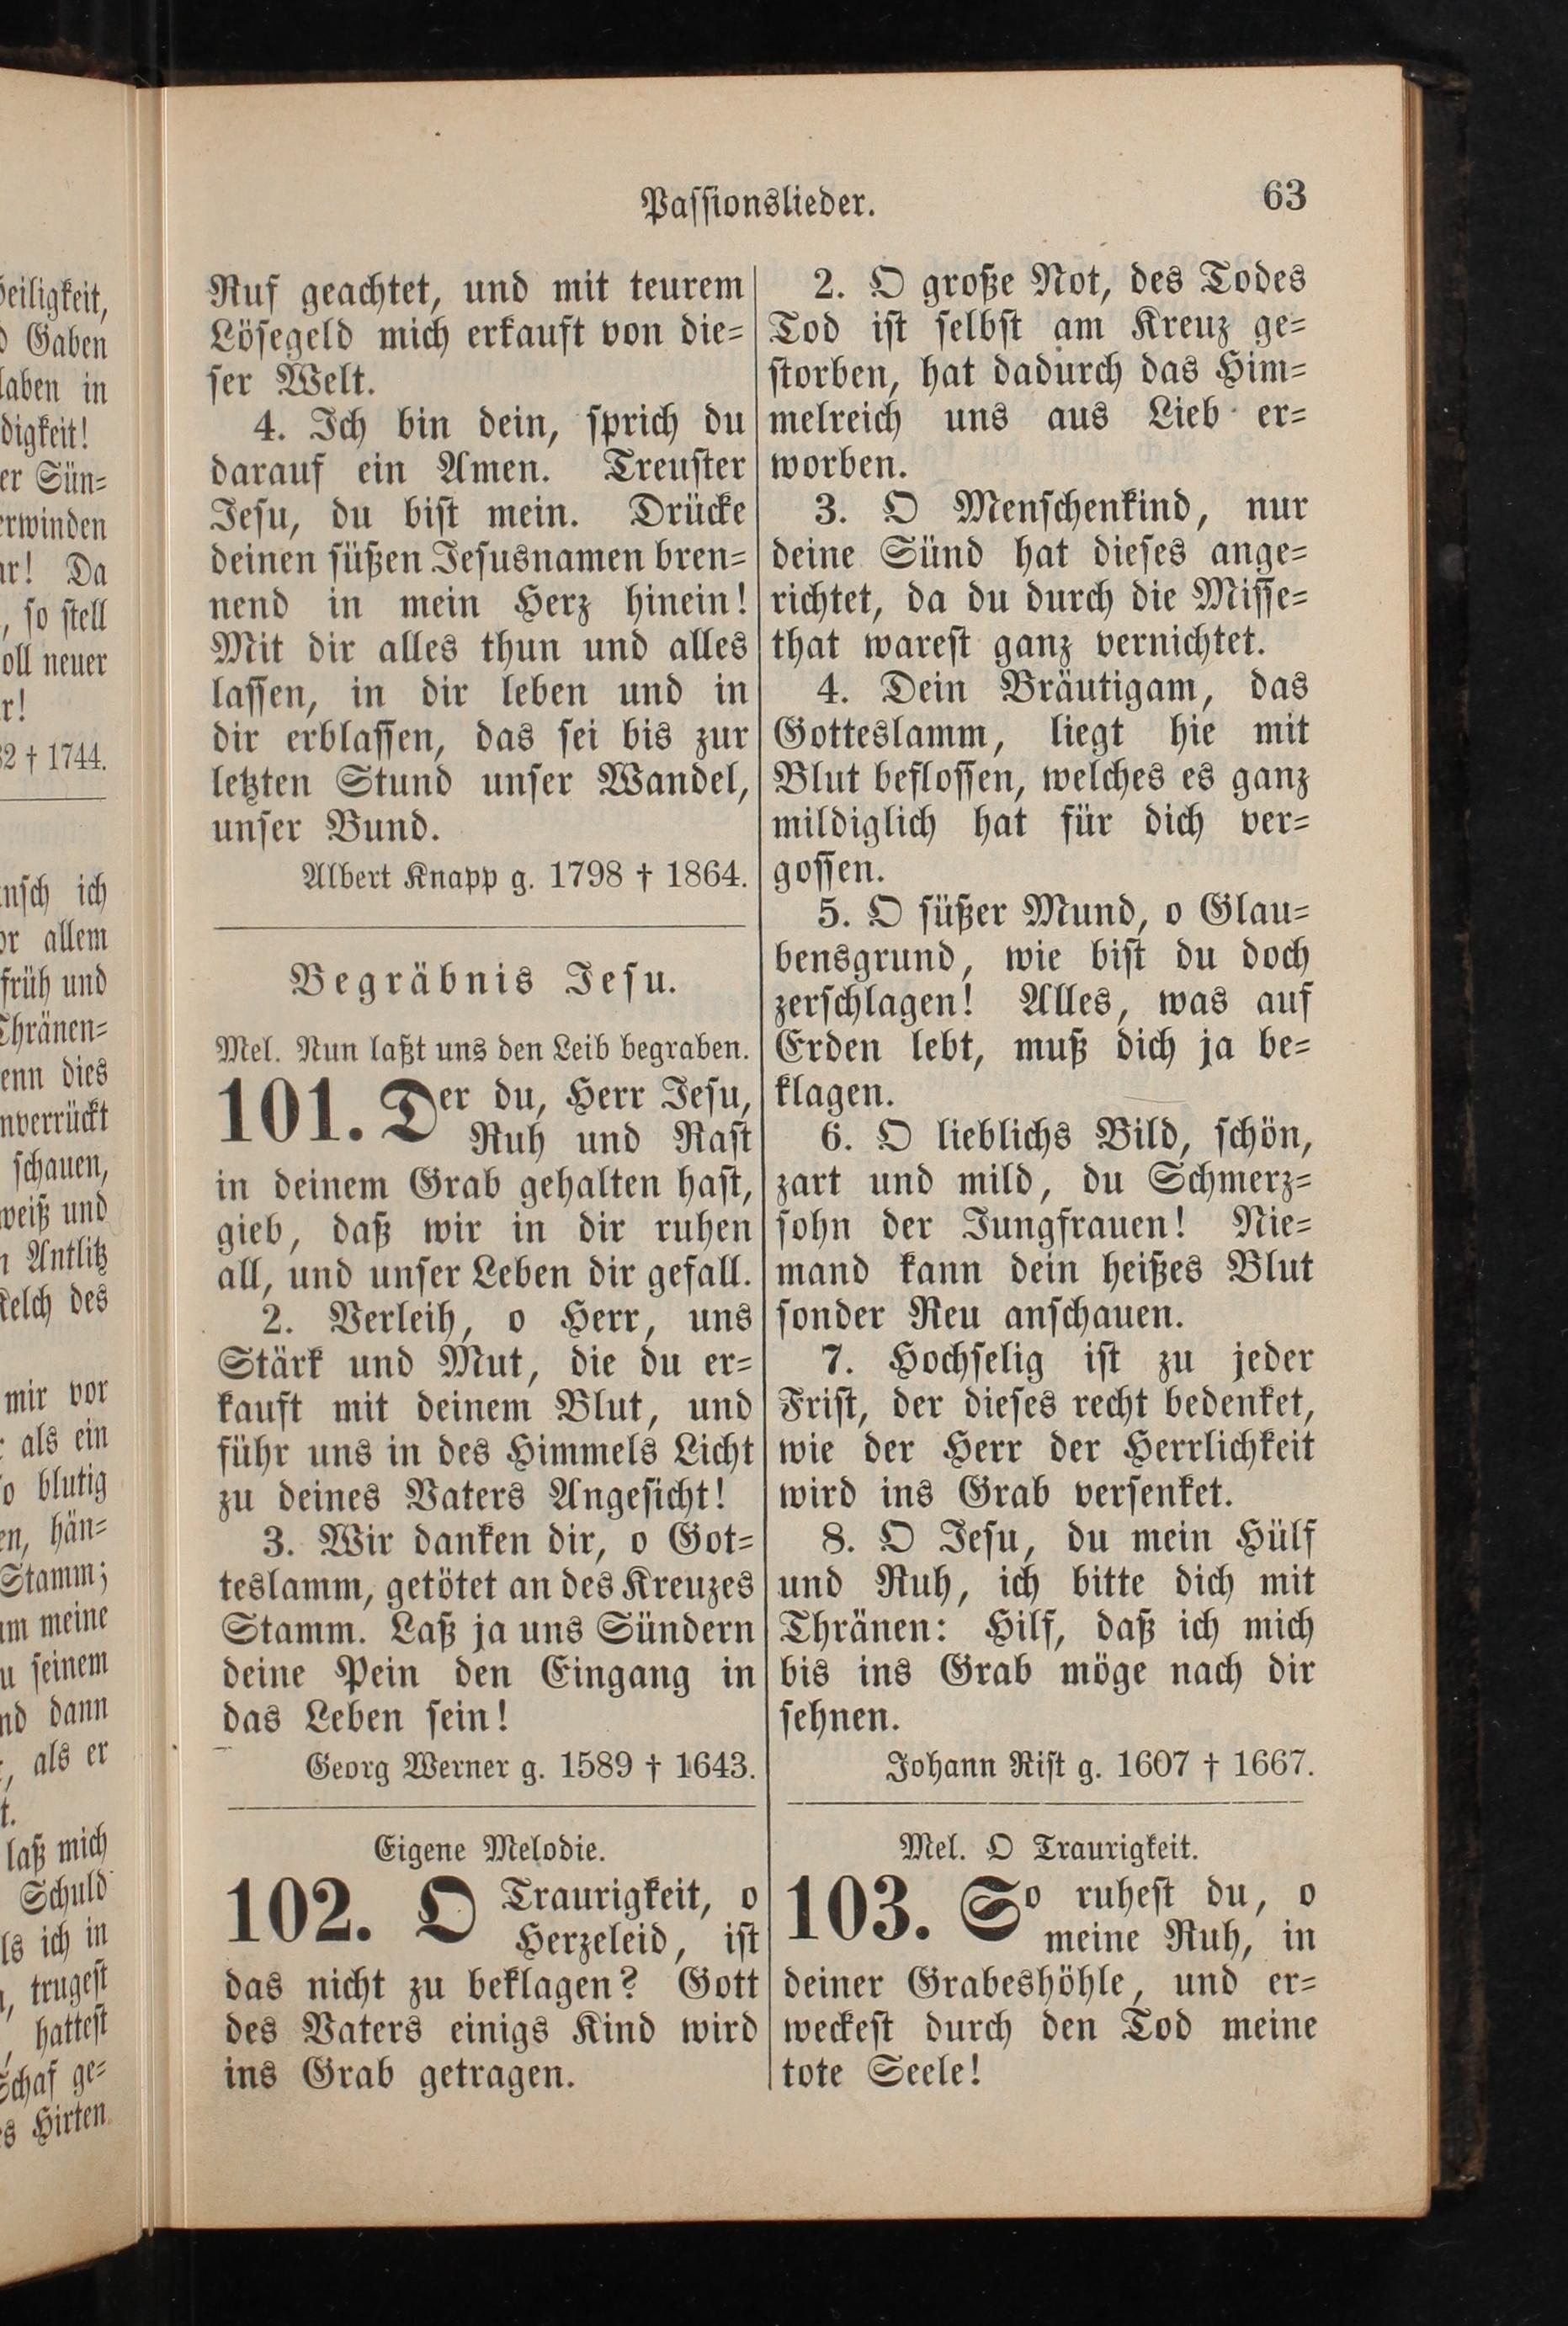 Passionslieder.
63
Ruf geachtet, und mit teurem
Lösegeld mich erkauft von die=
ser Welt.
4. Ich bin dein, sprich du
darauf ein Amen. Treuster
Jesu, du bist mein. Drücke
deinen süßen Jesusnamen bren=
nend in mein Herz hinein!
Mit dir alles thun und alles
lassen, in dir leben und in
dir erblassen, das sei bis zur
letzten Stund unser Wandel,
unser Bund.
Albert Knapp g. 1798 † 1864.
Begräbnis Jesu.
Mel. Nun laßt uns den Leib begraben.
101. Der du, Herr Jesu,
Ruh und Rast
in deinem Grab gehalten hast,
gieb, daß wir in dir ruhen
all, und unser Leben dir gefall.
2. Verleih, o Herr, uns
Stärk und Mut, die du er=
kauft mit deinem Blut, und
führ uns in des Himmels Licht
zu deines Vaters Angesicht!
3. Wir danken dir, o Got=
teslamm, getötet an des Kreuzes
Stamm. Laß ja uns Sündern
deine Pein den Eingang in
das Leben sein!
Georg Werner g. 1589 † 1643.
Eigene Melodie.
102. O Traurigkeit, o
Herzeleid, ist
das nicht zu beklagen? Gott
des Vaters einigs Kind wird
ins Grab getragen.
2. O große Not, des Todes
Tod ist selbst am Kreuz ge=
storben, hat dadurch das Him=
melreich uns aus Lieb er=
worben.
3. O Menschenkind, nur
deine Sünd hat dieses ange=
richtet, da du durch die Misse=
that warest ganz vernichtet.
4. Dein Bräutigam, das
Gotteslamm, liegt hie mit
Blut beflossen, welches es ganz
mildiglich hat für dich ver=
gossen.
5. O süßer Mund, o Glau=
bensgrund, wie bist du doch
zerschlagen! Alles, was auf
Erden lebt, muß dich ja be=
klagen.
6. O lieblichs Bild, schön,
zart und mild, du Schmerz=
sohn der Jungfrauen! Nie=
mand kann dein heißes Blut
sonder Reu anschauen.
7. Hochselig ist zu jeder
Frist, der dieses recht bedenket,
wie der Herr der Herrlichkeit
wird ins Grab versenket.
8. O Jesu, du mein Hülf
und Ruh, ich bitte dich mit
Thränen: Hilf, daß ich mich
bis ins Grab möge nach dir
sehnen.
Johann Rist g. 1607 † 1667.
Mel. O Traurigkeit.
103. So ruhest du, o
meine Ruh, in
deiner Grabeshöhle, und er=
weckest durch den Tod meine
tote Seele!